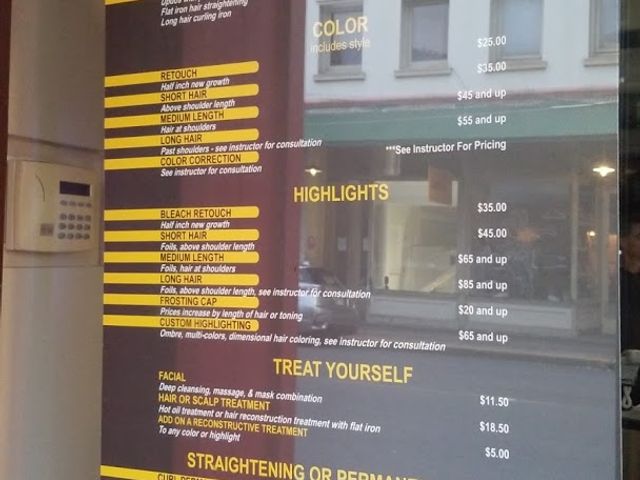 Flat iron hair straightening
Long hair curling iron
COLOR
includes style
$25.00
RETOUCH
$35.00
Half inch new growth
SHORT HAIR
$45 and up
Above shoulder length
MEDIUM LENGTH
$55 and up
Hair at shoulders
LONG HAIR
***See Instructor For Pricing
Past shoulders - see instructor for consultation
COLOR CORRECTION
See instructor for consultation
HIGHLIGHTS
BLEACH RETOUCH
$35.00
Half inch new growth
SHORT HAIR
$45.00
Foils, above shoulder length
MEDIUM LENGTH
$65 and up
Foils, hair at shoulders
LONG HAIR
$85 and up
Foils, above shoulder length, see instructor for consultation
FROSTING CAP
$20 and up
Prices increase by length of hair or toning
CUSTOM HIGHLIGHTING
$65 and up
Ombre, multi-colors, dimensional hair coloring, see instructor for consultation
TREAT YOURSELF
FACIAL
Deep cleansing, massage, & mask combination
$11.50
HAIR OR SCALP TREATMENT
Hot oil treatment or hair reconstruction treatment with flat iron
$18.50
ADD ON A RECONSTRUCTIVE TREATMENT
To any color or highlight
$5.00
STRAIGHTENING OR